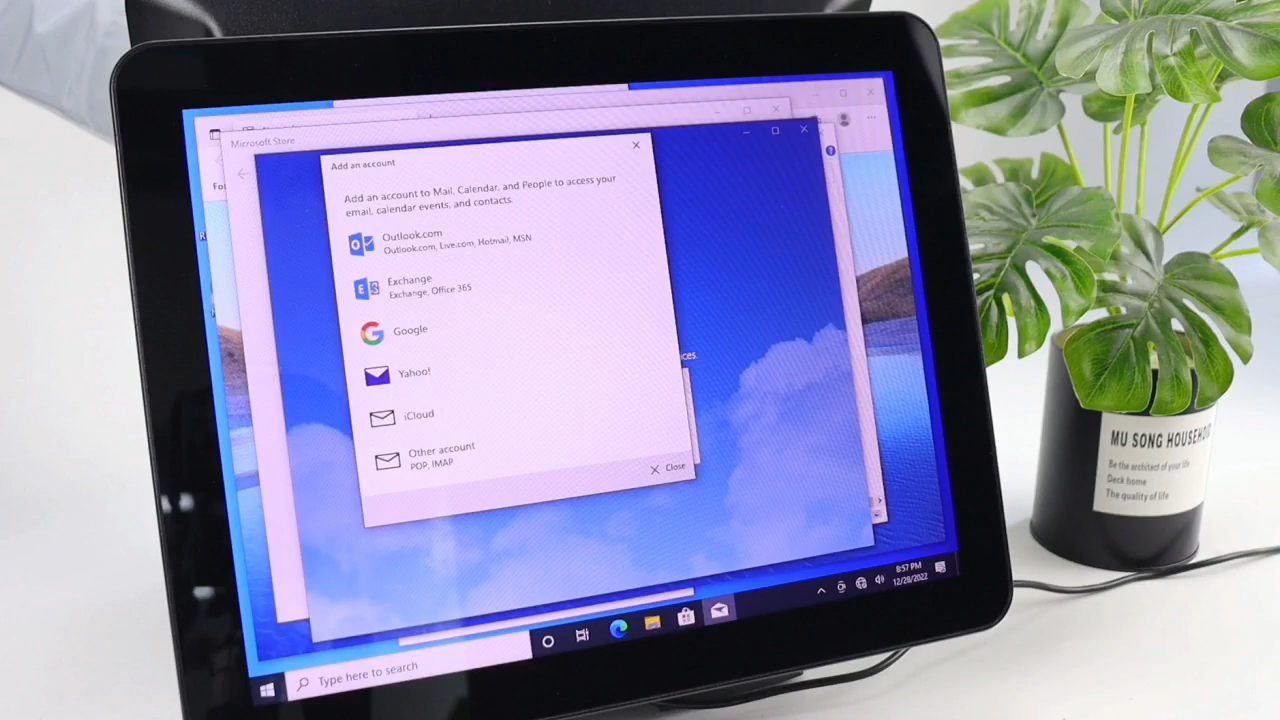 Microsoft Store
Add an account
Add an account to Mail, Calendar, and People to access your
email, calendar events, and contacts.
Outlook.com
Outlook.com, Live.com, Hotmail, MSN
Exchange
Exchange, Office 365
Google
Yahoo!
iCloud
Other account
POP, IMAP
Close
8:57 PM
12/28/2022
Type here to search
MU SONG HOUSEHO
Be the architect of your life
Deck home
The quality of life